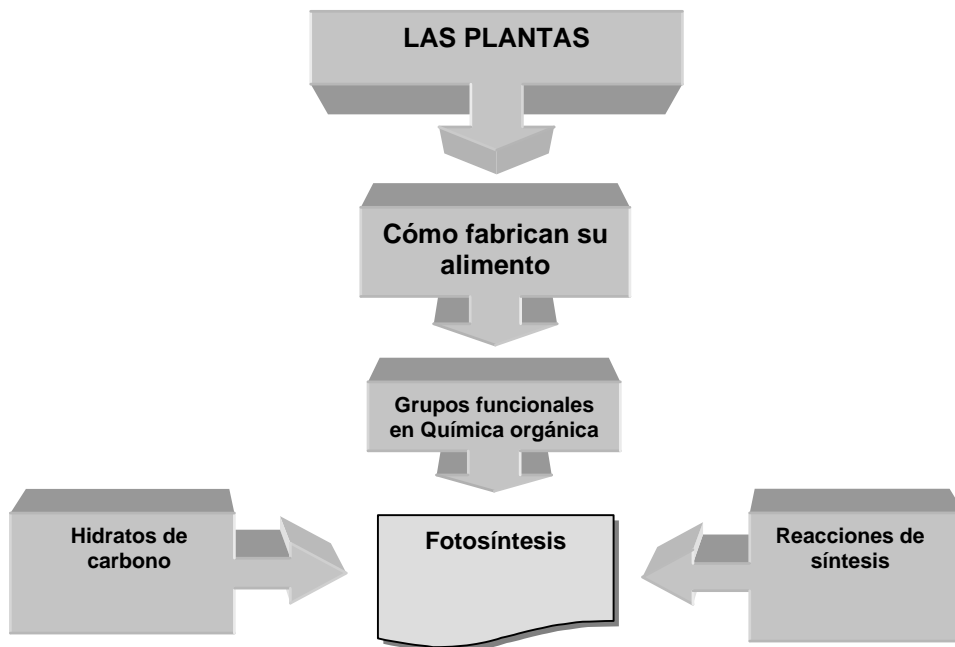 LAS PLANTAS
Cómo fabrican su
alimento
Grupos funcionales
en Química orgánica
Hidratos de
carbono
Fotosíntesis
Reacciones de
síntesis